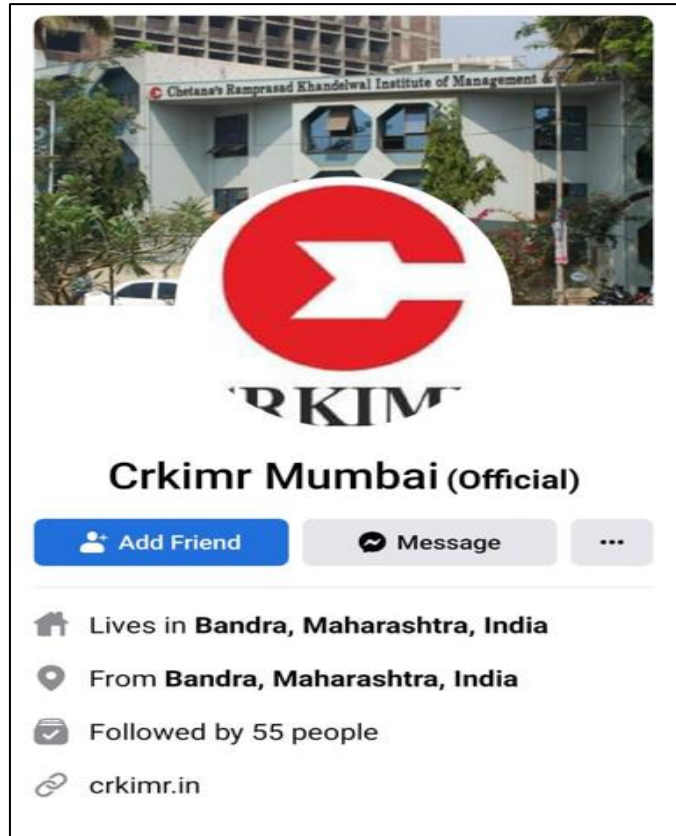 Chetana's Ramprasad Khandelwal Institute of Management &
RKIM
Crkimr Mumbai (Official)
Add Friend
Message
Lives in Bandra, Maharashtra, India
From Bandra, Maharashtra, India
Followed by 55 people
crkimr.in